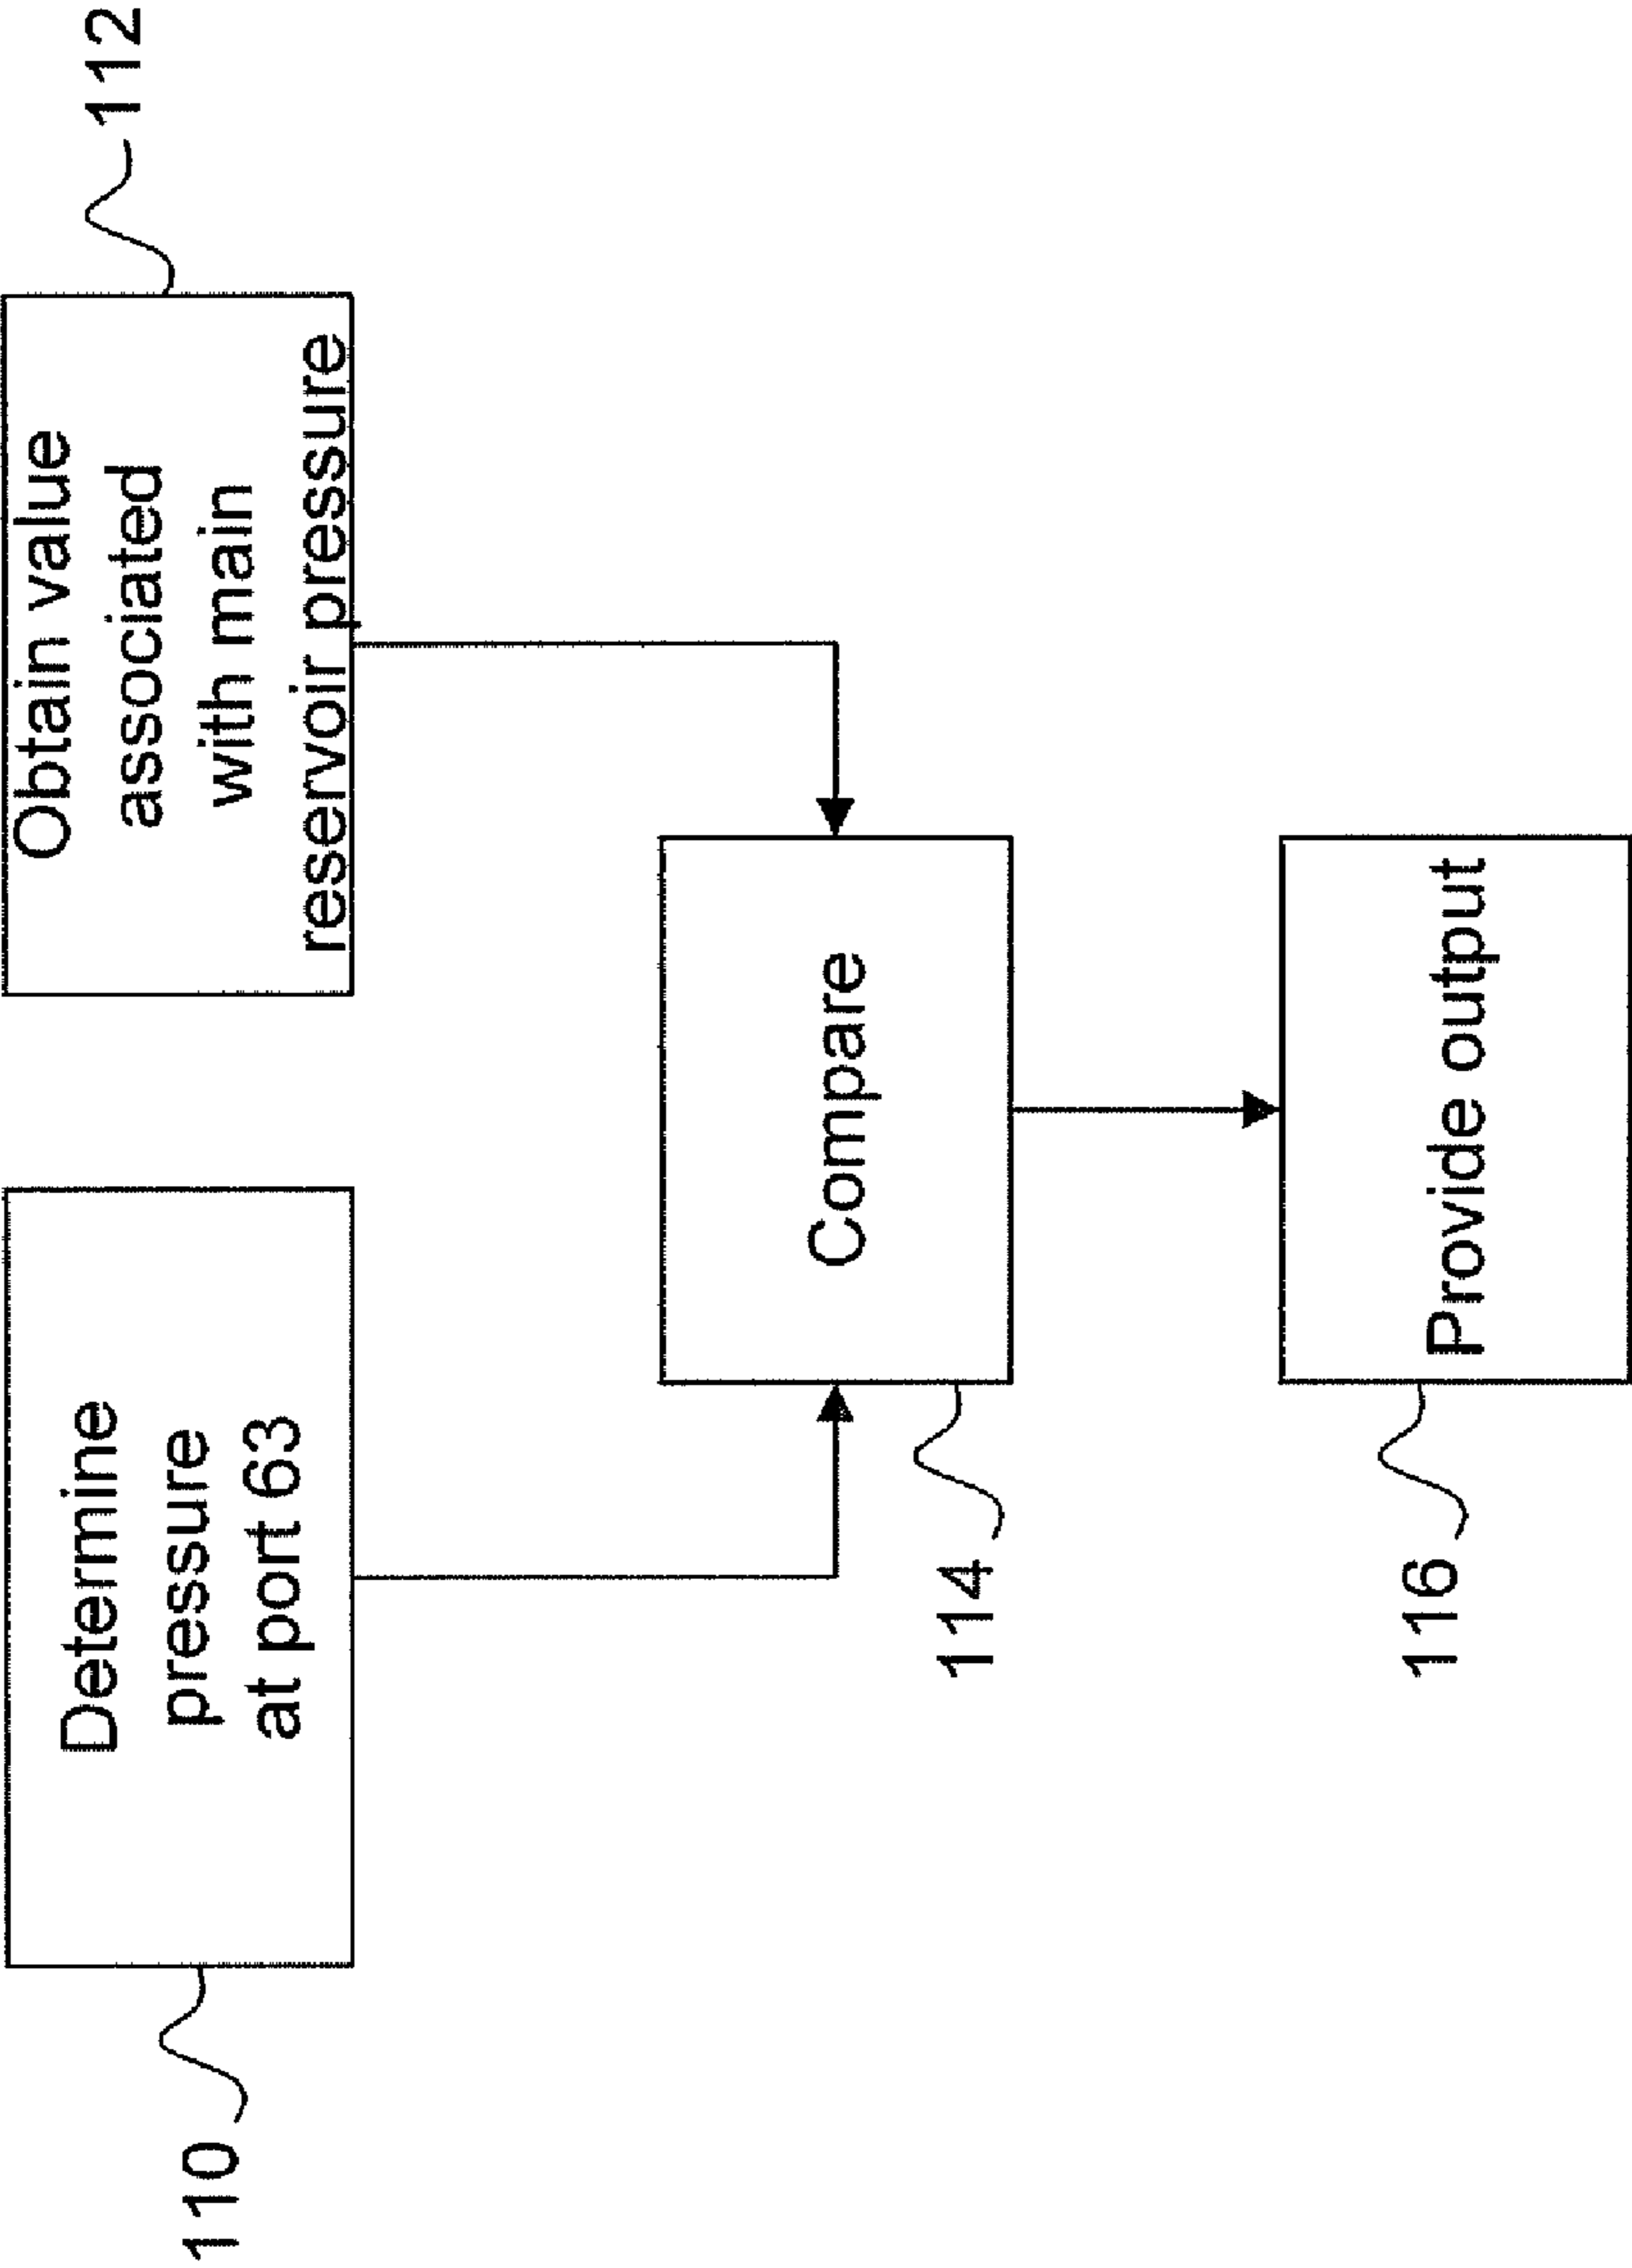 110
Determine
pressure
at port 63
Obtain value
associated
with main
reservoir pressure
112
Compare
114
Provide output
116